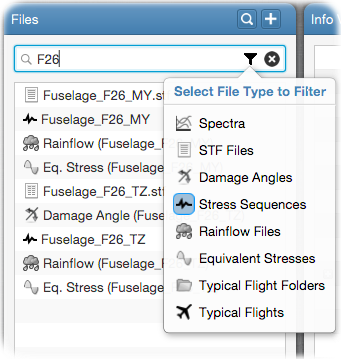 Files
Info
F26
Select File Type to Filter
Spectra
STF Files
Damage Angles
Stress Sequences
Rainflow Files
Equivalent Stresses
Typical Flight Folders
Typical Flights
Fuselage_F26_MY.st
Fuselage_F26_MY
Rainflow (Fuselage
Eq. Stress (Fuselag
Fuselage_F26_TZ.st
Damage Angle (Fuse
Fuselage_F26_TZ
Rainflow (Fuselage
Eq. Stress (Fuselag